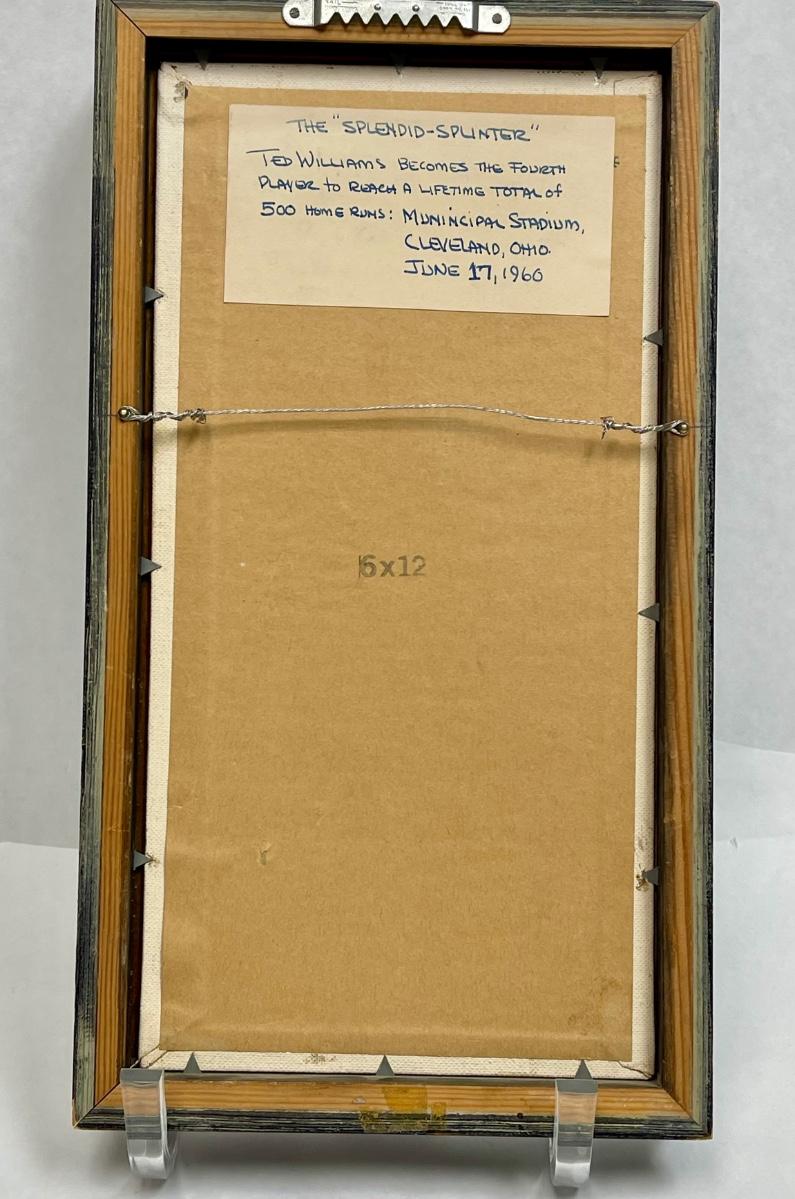 THE "SPLENDID-SPLINTER"
TED WILLIAMS BECOMES THE FOURTH
PLAYER to REACH A LIFETIME TOTAL of
500 HOME RUNS: MUNINCIPAL STADIUM,
CLEVELAND, OHIO.
JUNE 17, 1960
6x12